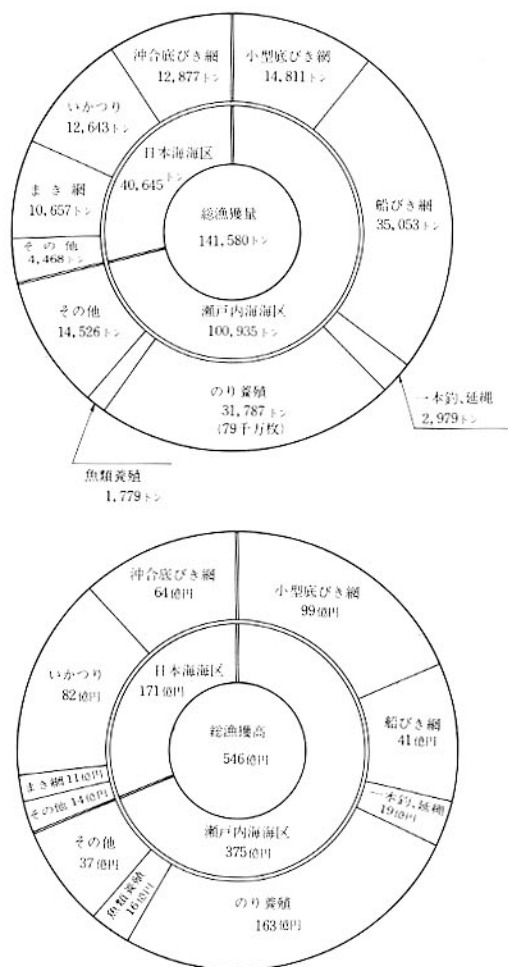 沖合底びき網
12,877トン
小型底びき網
14,811トン
いかつり
12,643トン
日本海海区
40,645トン
船びき網
35,053トン
まき網
10,657トン
総漁獲量
141,580トン
その他
4,468トン
その他
14,526トン
瀬戸内海海区
100,935トン
のり養殖
31,787トン
(79千万枚)
一本釣、延縄
2,979トン
魚類養殖
1,779トン
沖合底びき網
64億円
小型底びき網
99億円
いかつり
82億円
日本海海区
171億円
船びき網
41億円
総漁獲高
546億円
まき網11億円
その他14億円
一本釣、延縄
19億円
その他
37億円
瀬戸内海海区
375億円
魚類養殖
16億円
のり養殖
163億円